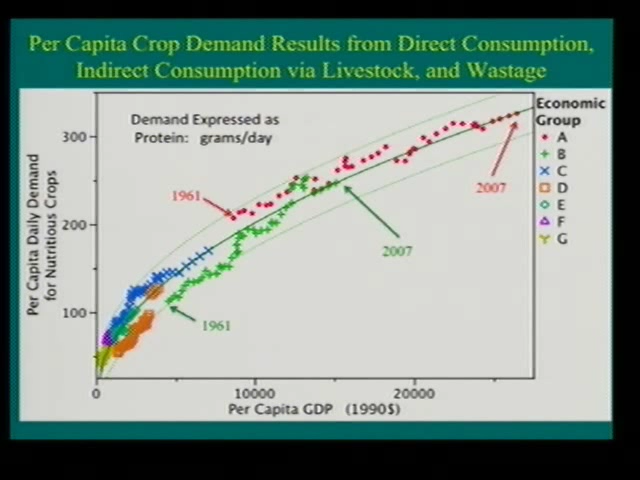 Per Capita Crop Demand Results from Direct Consumption,
Indirect Consumption via Livestock, and Wastage
Demand Expressed as
Protein: grams/day
Economic
Group
A
B
C
D
E
F
G
300
200
100
1961
2007
2007
1961
Per Capita Daily Demand
for Nutritious Crops
0
10000
20000
Per Capita GDP (1990$)